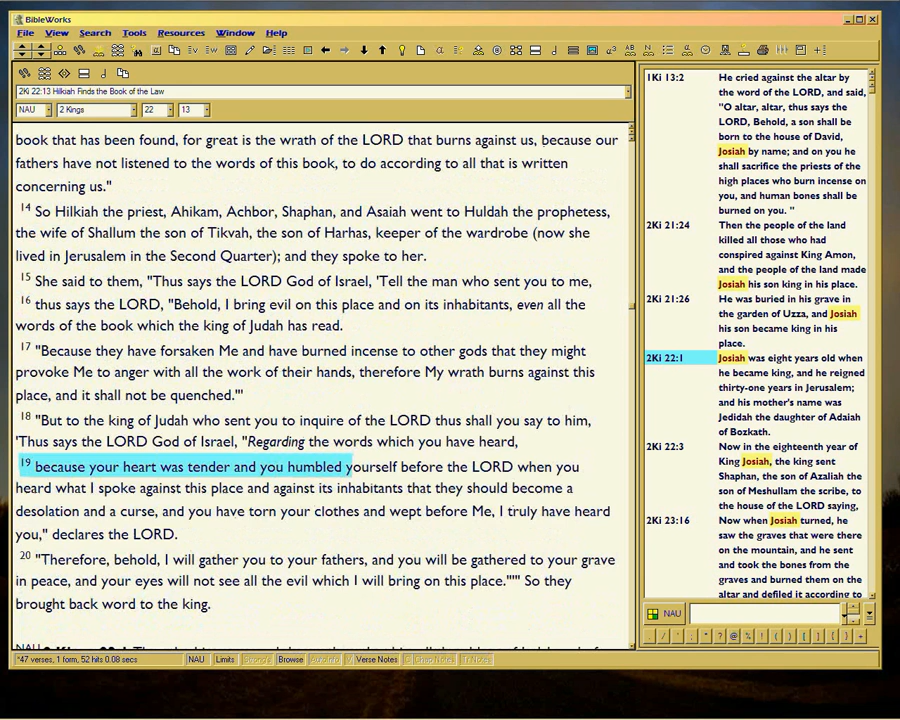 BibleWorks
File View Search Tools Resources Window Help
2Ki 22:13 Hilkiah Finds the Book of the Law
NAU 2 Kings 22 13
book that has been found, for great is the wrath of the LORD that burns against us, because our
fathers have not listened to the words of this book, to do according to all that is written
concerning us."
14 So Hilkiah the priest, Ahikam, Achbor, Shaphan, and Asaiah went to Huldah the prophetess,
the wife of Shallum the son of Tikvah, the son of Harhas, keeper of the wardrobe (now she
lived in Jerusalem in the Second Quarter); and they spoke to her.
15 She said to them, "Thus says the LORD God of Israel, 'Tell the man who sent you to me,
16 thus says the LORD, "Behold, I bring evil on this place and on its inhabitants, even all the
words of the book which the king of Judah has read.
17 "Because they have forsaken Me and have burned incense to other gods that they might
provoke Me to anger with all the work of their hands, therefore My wrath burns against this
place, and it shall not be quenched."'
18 "But to the king of Judah who sent you to inquire of the LORD thus shall you say to him,
'Thus says the LORD God of Israel, "Regarding the words which you have heard,
19 because your heart was tender and you humbled yourself before the LORD when you
heard what I spoke against this place and against its inhabitants that they should become a
desolation and a curse, and you have torn your clothes and wept before Me, I truly have heard
you," declares the LORD.
20 "Therefore, behold, I will gather you to your fathers, and you will be gathered to your grave
in peace, and your eyes will not see all the evil which I will bring on this place."'" So they
brought back word to the king.
NAU
1Ki 13:2 He cried against the altar by
the word of the LORD, and said,
"O altar, altar, thus says the
LORD, Behold, a son shall be
born to the house of David,
Josiah by name; and on you he
shall sacrifice the priests of the
high places who burn incense on
you, and human bones shall be
burned on you. "
2Ki 21:24 Then the people of the land
killed all those who had
conspired against King Amon,
and the people of the land made
Josiah his son king in his place.
2Ki 21:26 He was buried in his grave in
the garden of Uzza, and Josiah
his son became king in his
place.
2Ki 22:1 Josiah was eight years old when
he became king, and he reigned
thirty-one years in Jerusalem;
and his mother's name was
Jedidah the daughter of Adaiah
of Bozkath.
2Ki 22:3 Now in the eighteenth year of
King Josiah, the king sent
Shaphan, the son of Azaliah the
son of Meshullam the scribe, to
the house of the LORD saying,
2Ki 23:16 Now when Josiah turned, he
saw the graves that were there
on the mountain, and he sent
and took the bones from the
graves and burned them on the
altar and defiled it according to
NAU
. / ' ; * ? @ % ! ( ) [ ] { } +
*47 verses, 1 form, 52 hits 0.08 secs NAU Limits Browse AutoInfo Verse Notes Chap Notes Tr Notes